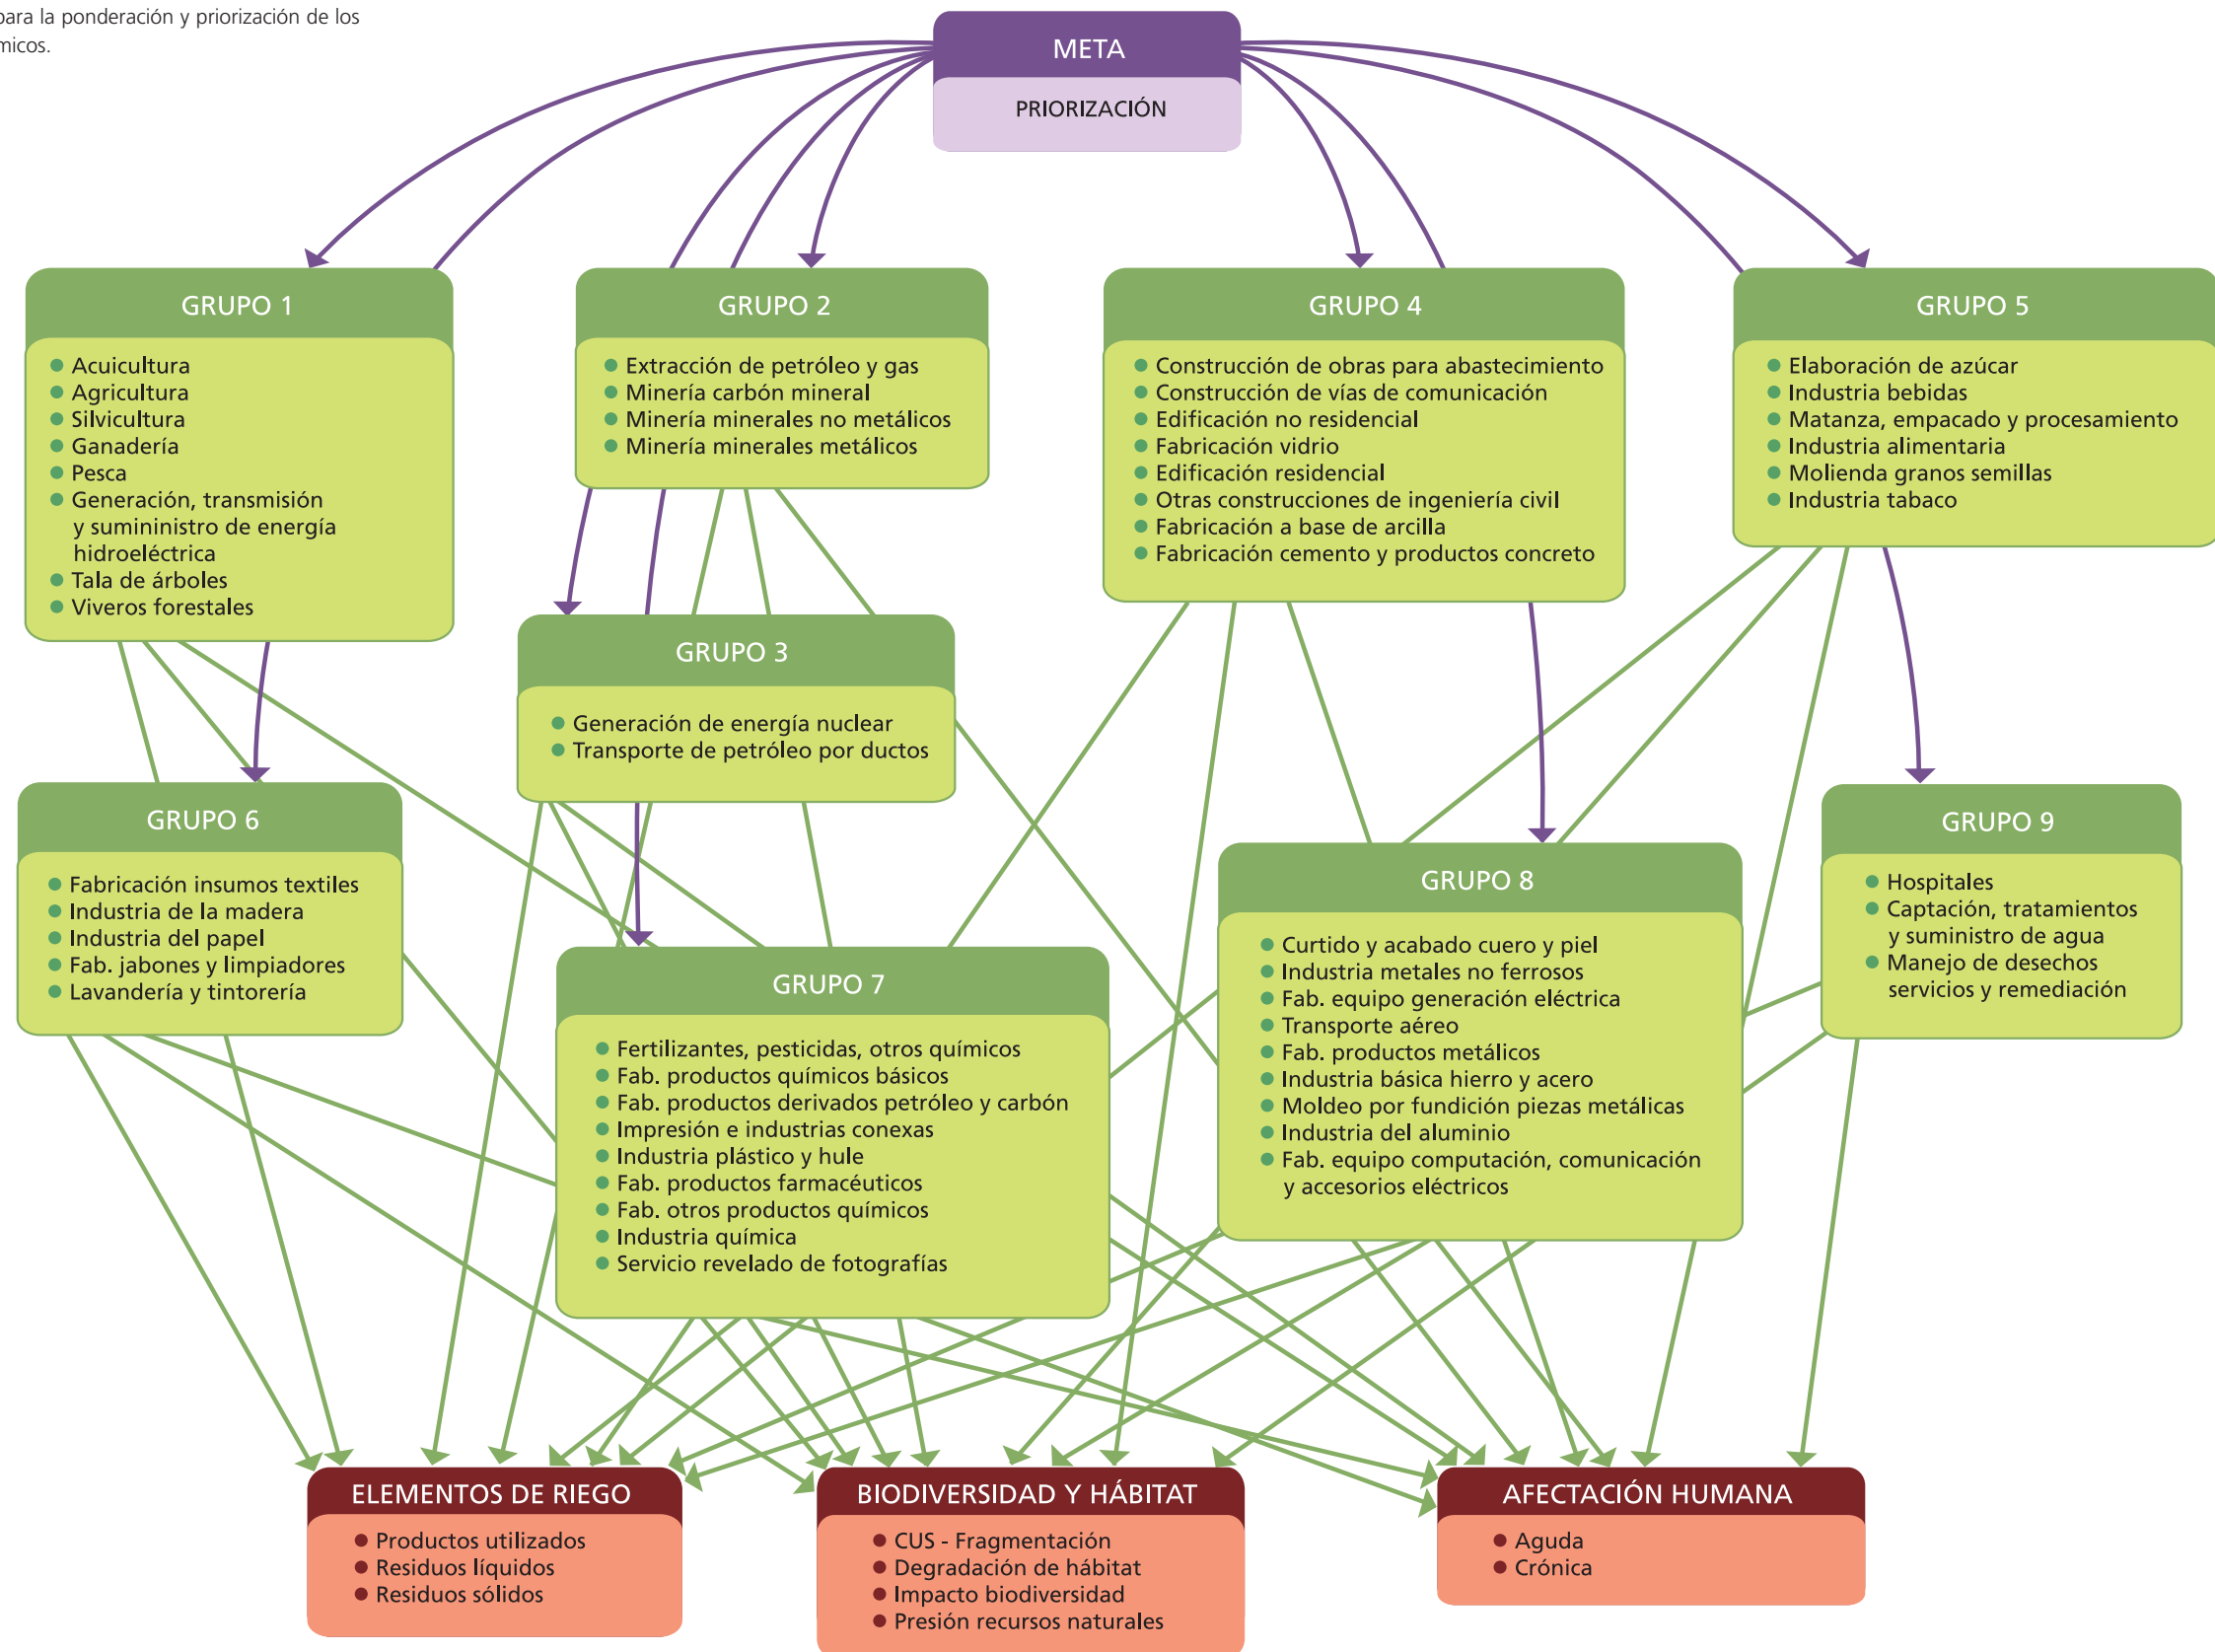 para la ponderación y priorización de los
micos.
META
PRIORIZACIÓN
GRUPO 1
● Acuicultura
● Agricultura
● Silvicultura
● Ganadería
● Pesca
● Generación, transmisión
y sumininistro de energía
hidroeléctrica
● Tala de árboles
● Viveros forestales
GRUPO 2
● Extracción de petróleo y gas
● Minería carbón mineral
● Minería minerales no metálicos
● Minería minerales metálicos
GRUPO 4
● Construcción de obras para abastecimiento
● Construcción de vías de comunicación
● Edificación no residencial
● Fabricación vidrio
● Edificación residencial
● Otras construcciones de ingeniería civil
● Fabricación a base de arcilla
● Fabricación cemento y productos concreto
GRUPO 5
● Elaboración de azúcar
● Industria bebidas
● Matanza, empacado y procesamiento
● Industria alimentaria
● Molienda granos semillas
● Industria tabaco
GRUPO 3
● Generación de energía nuclear
● Transporte de petróleo por ductos
GRUPO 6
● Fabricación insumos textiles
● Industria de la madera
● Industria del papel
● Fab. jabones y limpiadores
● Lavandería y tintorería
GRUPO 7
● Fertilizantes, pesticidas, otros químicos
● Fab. productos químicos básicos
● Fab. productos derivados petróleo y carbón
● Impresión e industrias conexas
● Industria plástico y hule
● Fab. productos farmacéuticos
● Fab. otros productos químicos
● Industria química
● Servicio revelado de fotografías
GRUPO 8
● Curtido y acabado cuero y piel
● Industria metales no ferrosos
● Fab. equipo generación eléctrica
● Transporte aéreo
● Fab. productos metálicos
● Industria básica hierro y acero
● Moldeo por fundición piezas metálicas
● Industria del aluminio
● Fab. equipo computación, comunicación
y accesorios eléctricos
GRUPO 9
● Hospitales
● Captación, tratamientos
y suministro de agua
● Manejo de desechos
servicios y remediación
ELEMENTOS DE RIEGO
● Productos utilizados
● Residuos líquidos
● Residuos sólidos
BIODIVERSIDAD Y HÁBITAT
● CUS - Fragmentación
● Degradación de hábitat
● Impacto biodiversidad
● Presión recursos naturales
AFECTACIÓN HUMANA
● Aguda
● Crónica